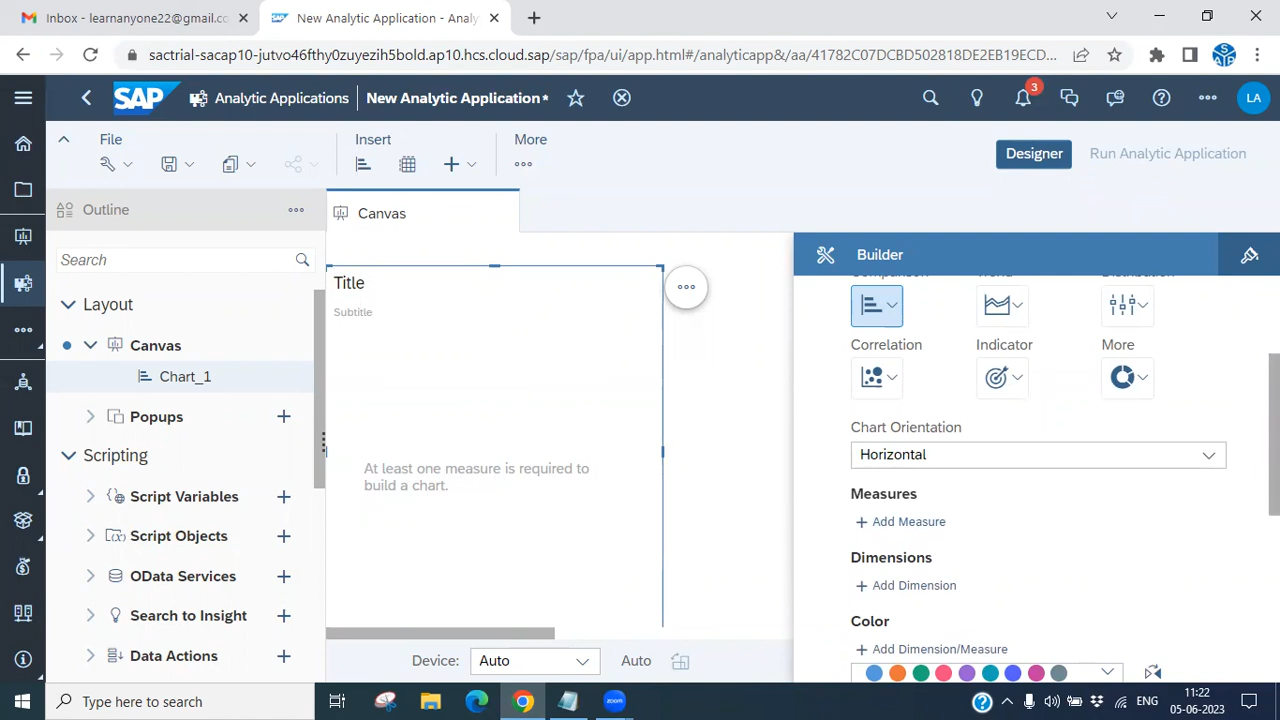 Inbox - learnanyone22@gmail.co
New Analytic Application - Analy
sactrial-sacap10-jutvo46fthy0zuyezih5bold.ap10.hcs.cloud.sap/sap/fpa/ui/app.html#/analyticapp&/aa/41782C07DCBD502818DE2EB19ECD...
SAP
Analytic Applications
New Analytic Application*
3
LA
File
Insert
More
Designer
Run Analytic Application
Outline
Canvas
Search
Builder
Layout
Title
Subtitle
Canvas
Chart_1
Popups
Correlation
Indicator
More
Chart Orientation
Horizontal
Scripting
At least one measure is required to
build a chart.
Measures
Add Measure
Script Variables
Script Objects
Dimensions
Add Dimension
OData Services
Search to Insight
Color
Add Dimension/Measure
Data Actions
Device:
Auto
Auto
Type here to search
ENG
11:22
05-06-2023